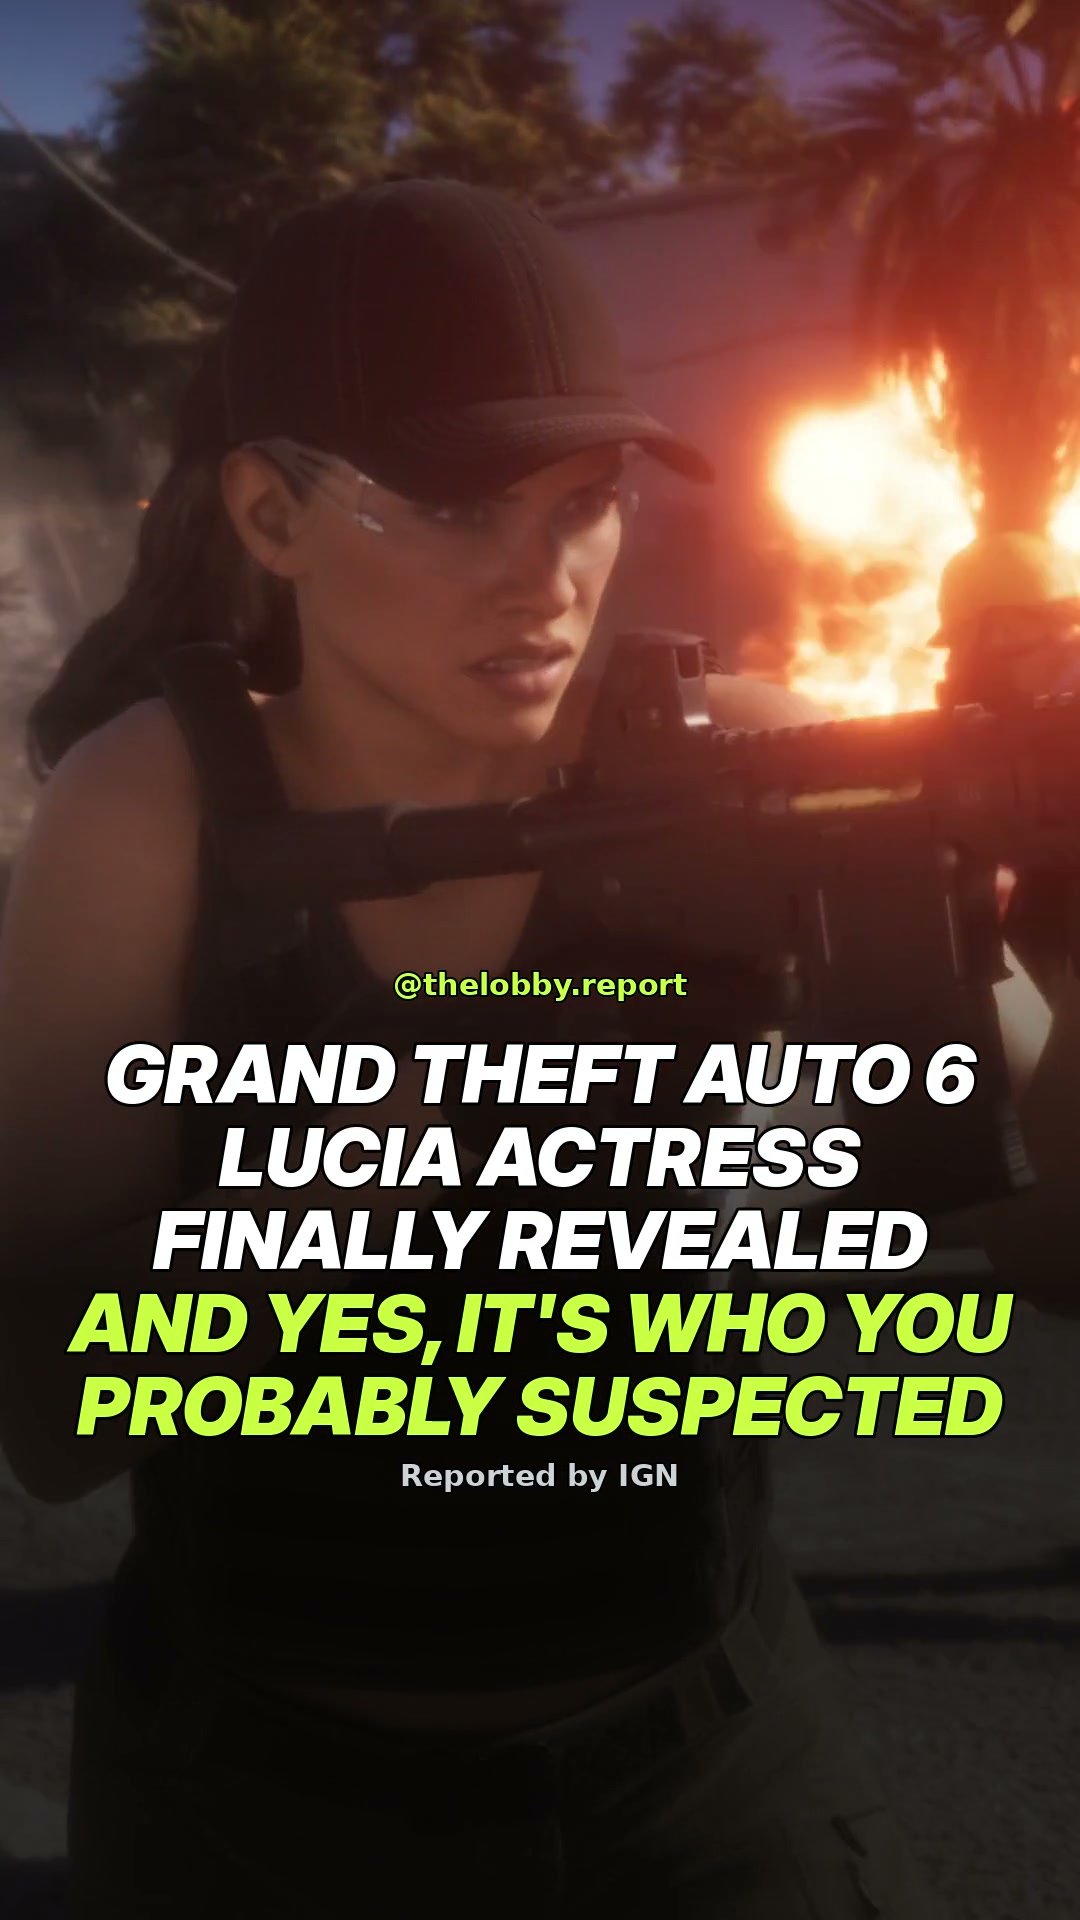 @thelobby.report
GRAND THEFT AUTO 6
LUCIA ACTRESS
FINALLY REVEALED
AND YES, IT'S WHO YOU
PROBABLY SUSPECTED
Reported by IGN